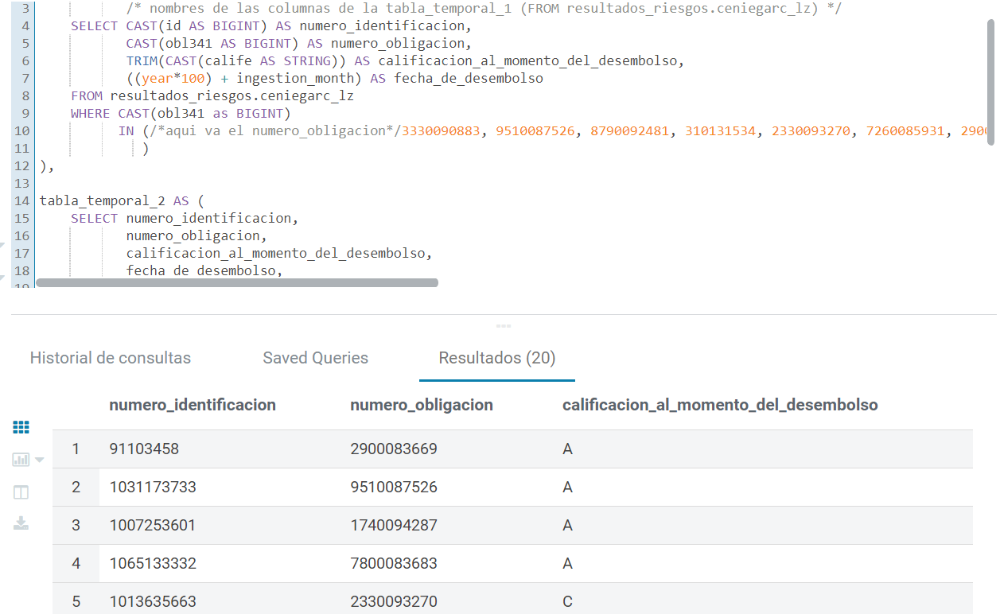 3 /* nombres de las columnas de la tabla_temporal_1 (FROM resultados_riesgos.ceniegarc_lz) */
4 SELECT CAST(id AS BIGINT) AS numero_identificacion,
5 CAST(obl341 AS BIGINT) AS numero_obligacion,
6 TRIM(CAST(calife AS STRING)) AS calificacion_al_momento_del_desembolso,
7 ((year*100) + ingestion_month) AS fecha_de_desembolso
8 FROM resultados_riesgos.ceniegarc_lz
9 WHERE CAST(obl341 as BIGINT)
10 IN (/*aqui va el numero_obligacion*/3330090883, 9510087526, 8790092481, 310131534, 2330093270, 7260085931, 290
11 )
12 ),
13
14 tabla_temporal_2 AS (
15 SELECT numero_identificacion,
16 numero_obligacion,
17 calificacion_al_momento_del_desembolso,
18 fecha_de_desembolso,
19
Historial de consultas Saved Queries Resultados (20)
numero_identificacion numero_obligacion calificacion_al_momento_del_desembolso
1 91103458 2900083669 A
2 1031173733 9510087526 A
3 1007253601 1740094287 A
4 1065133332 7800083683 A
5 1013635663 2330093270 C